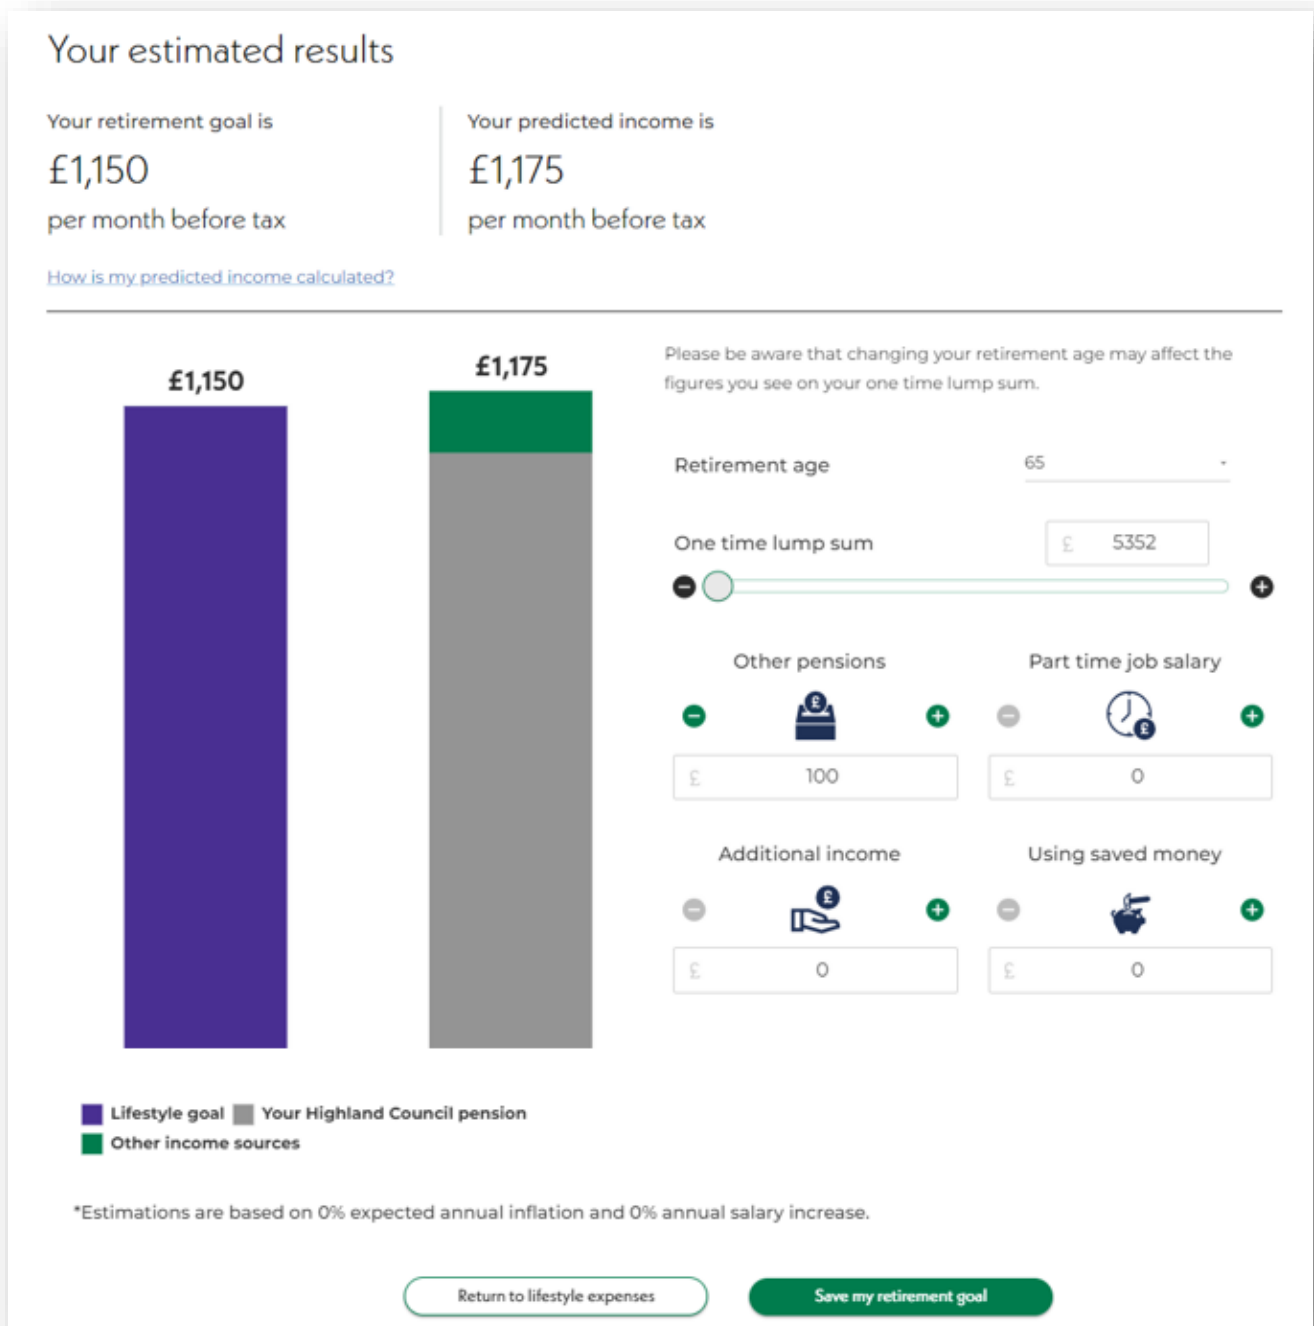 Your estimated results
Your retirement goal is
£1,150
per month before tax
Your predicted income is
£1,175
per month before tax
How is my predicted income calculated?
£1,150
£1,175
Lifestyle goal
Your Highland Council pension
Other income sources
Please be aware that changing your retirement age may affect the
figures you see on your one time lump sum.
Retirement age
65
One time lump sum
£ 5352
Other pensions
£
£ 100
Part time job salary
£
£ 0
Additional income
£
£ 0
Using saved money
£ 0
*Estimations are based on 0% expected annual inflation and 0% annual salary increase.
Return to lifestyle expenses
Save my retirement goal